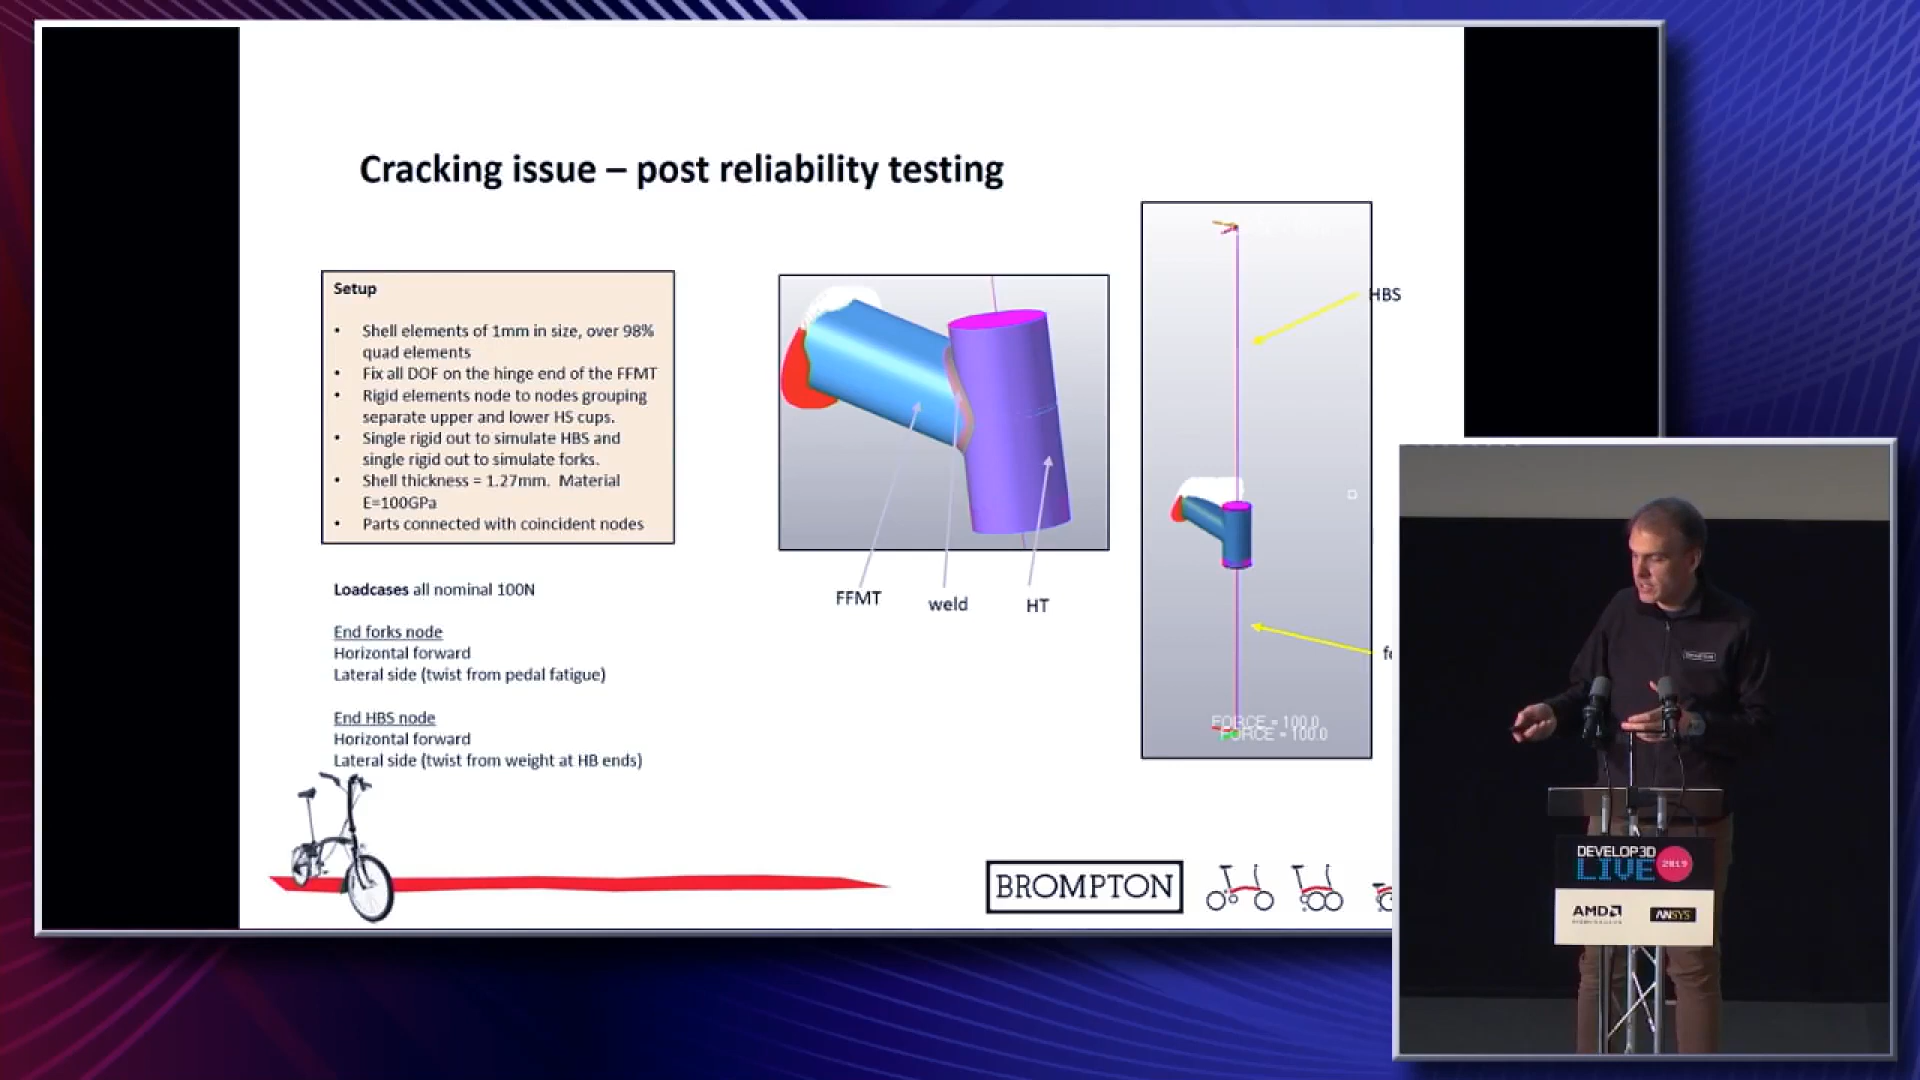 Cracking issue – post reliability testing
Setup
• Shell elements of 1mm in size, over 98%
quad elements
• Fix all DOF on the hinge end of the FFMT
• Rigid elements node to nodes grouping
separate upper and lower HS cups.
• Single rigid out to simulate HBS and
single rigid out to simulate forks.
• Shell thickness = 1.27mm. Material
E=100GPa
• Parts connected with coincident nodes
Loadcases all nominal 100N
End forks node
Horizontal forward
Lateral side (twist from pedal fatigue)
End HBS node
Horizontal forward
Lateral side (twist from weight at HB ends)
FFMT
weld
HT
HBS
FORCE = 100.0
FORCE = 100.0
BROMPTON
DEVELOP3D
LIVE 2019
AMD
ANSYS